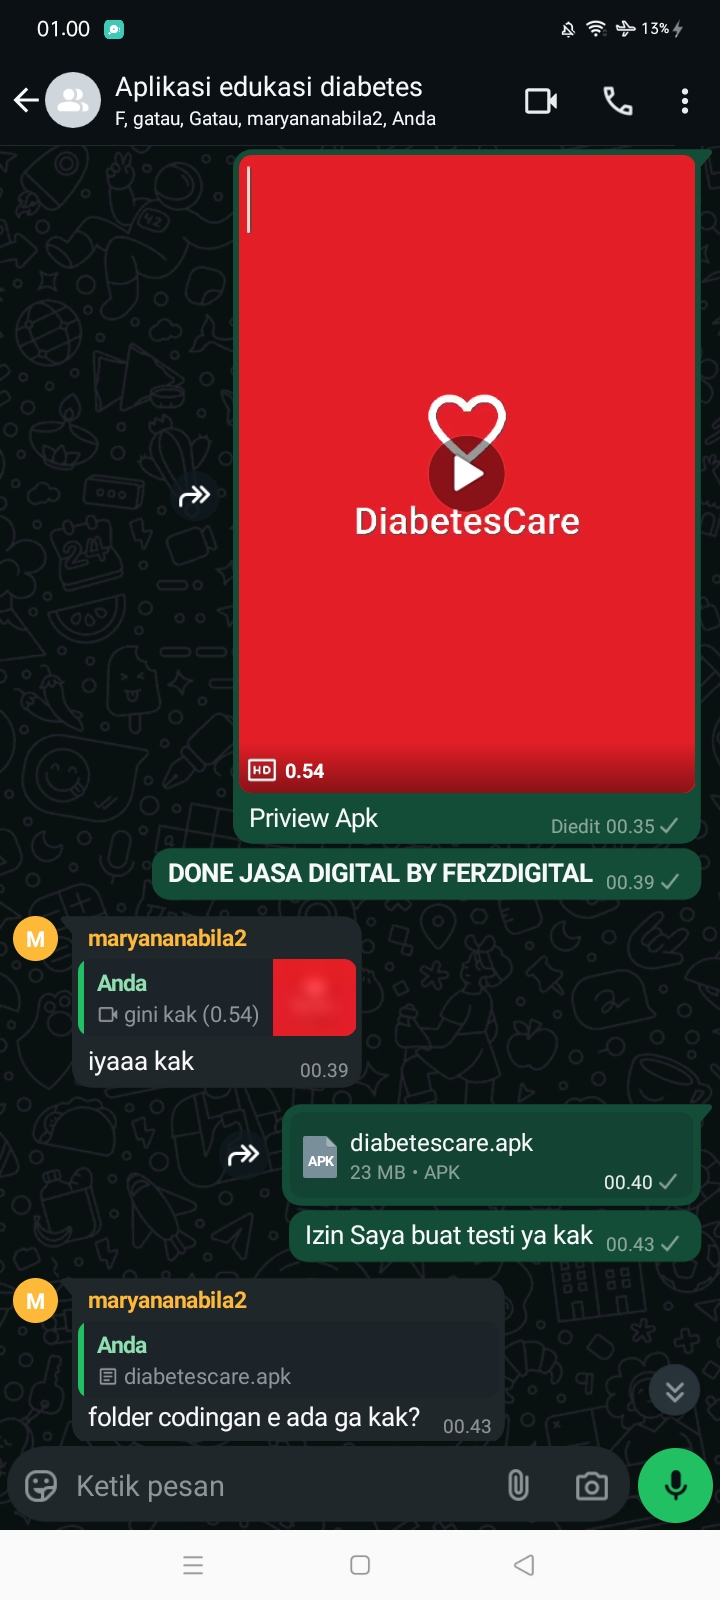 01.00
13%
Aplikasi edukasi diabetes
F, gatau, Gatau, maryananabila2, Anda
DiabetesCare
HD 0.54
Priview Apk
Diedit 00.35
DONE JASA DIGITAL BY FERZDIGITAL 00.39
M
maryananabila2
Anda
gini kak (0.54)
iyaaa kak
00.39
APK
diabetescare.apk
23 MB • APK
00.40
Izin Saya buat testi ya kak 00.43
M
maryananabila2
Anda
diabetescare.apk
folder codingan e ada ga kak? 00.43
Ketik pesan